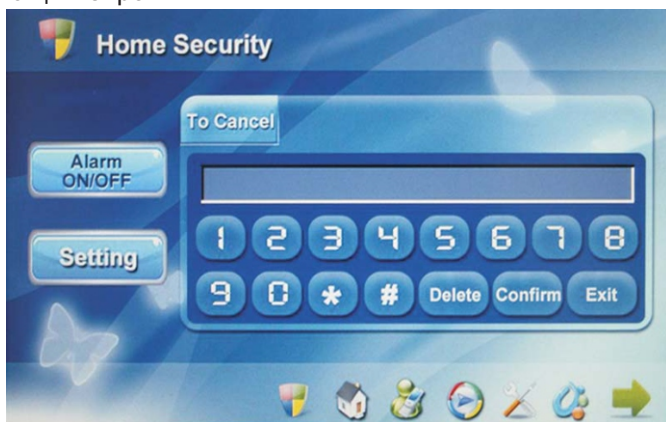 Home Security
To Cancel
Alarm
ON/OFF
1 2 3 4 5 6 7 8
Setting
9 0 * # Delete Confirm Exit